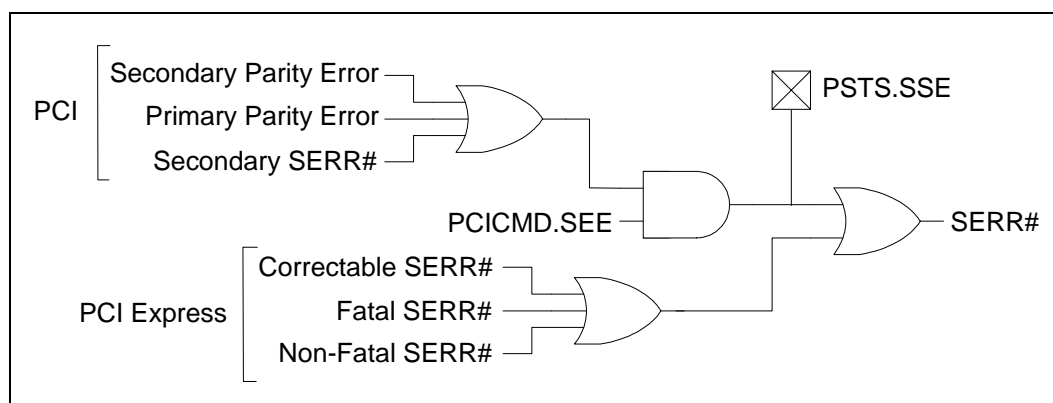 PCI
Secondary Parity Error
Primary Parity Error
Secondary SERR#
PSTS.SSE
PCICMD.SEE
SERR#
PCI Express
Correctable SERR#
Fatal SERR#
Non-Fatal SERR#